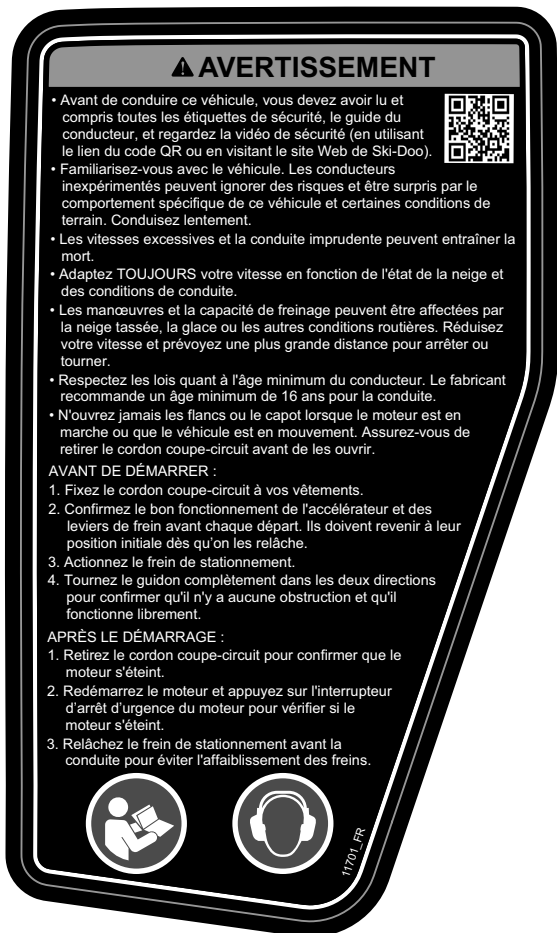 AVERTISSEMENT
• Avant de conduire ce véhicule, vous devez avoir lu et
compris toutes les étiquettes de sécurité, le guide du
conducteur, et regardez la vidéo de sécurité (en utilisant
le lien du code QR ou en visitant le site Web de Ski-Doo).
• Familiarisez-vous avec le véhicule. Les conducteurs
inexpérimentés peuvent ignorer des risques et être surpris par le
comportement spécifique de ce véhicule et certaines conditions de
terrain. Conduisez lentement.
• Les vitesses excessives et la conduite imprudente peuvent entraîner la
mort.
• Adaptez TOUJOURS votre vitesse en fonction de l'état de la neige et
des conditions de conduite.
• Les manœuvres et la capacité de freinage peuvent être affectées par
la neige tassée, la glace ou les autres conditions routières. Réduisez
votre vitesse et prévoyez une plus grande distance pour arrêter ou
tourner.
• Respectez les lois quant à l'âge minimum du conducteur. Le fabricant
recommande un âge minimum de 16 ans pour la conduite.
• N'ouvrez jamais les flancs ou le capot lorsque le moteur est en
marche ou que le véhicule est en mouvement. Assurez-vous de
retirer le cordon coupe-circuit avant de les ouvrir.
AVANT DE DÉMARRER :
1. Fixez le cordon coupe-circuit à vos vêtements.
2. Confirmez le bon fonctionnement de l'accélérateur et des
leviers de frein avant chaque départ. Ils doivent revenir à leur
position initiale dès qu'on les relâche.
3. Actionnez le frein de stationnement.
4. Tournez le guidon complètement dans les deux directions
pour confirmer qu'il n'y a aucune obstruction et qu'il
fonctionne librement.
APRÈS LE DÉMARRAGE :
1. Retirez le cordon coupe-circuit pour confirmer que le
moteur s'éteint.
2. Redémarrez le moteur et appuyez sur l'interrupteur
d'arrêt d'urgence du moteur pour vérifier si le
moteur s'éteint.
3. Relâchez le frein de stationnement avant la
conduite pour éviter l'affaiblissement des freins.
11701_FR